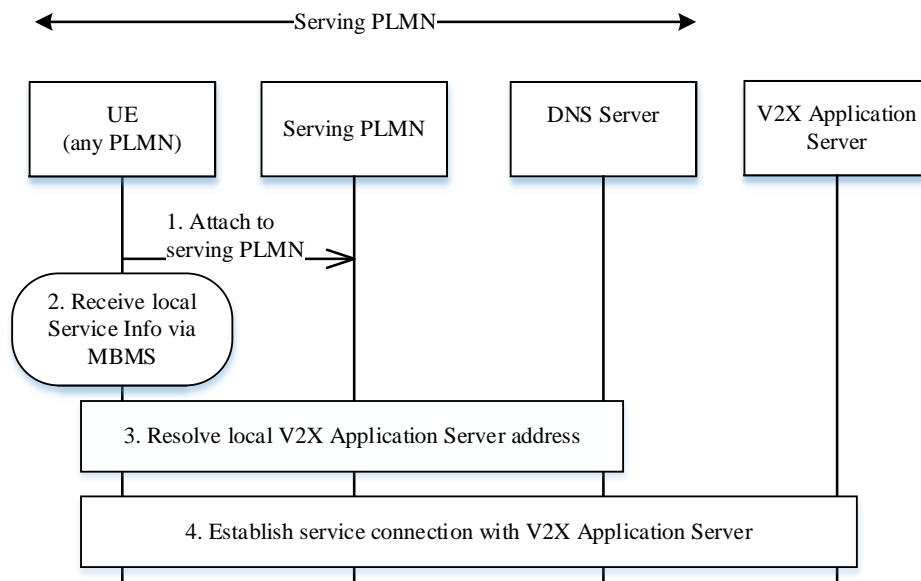 Serving PLMN
UE
(any PLMN)
Serving PLMN
DNS Server
V2X Application
Server
1. Attach to
serving PLMN
2. Receive local
Service Info via
MBMS
3. Resolve local V2X Application Server address
4. Establish service connection with V2X Application Server